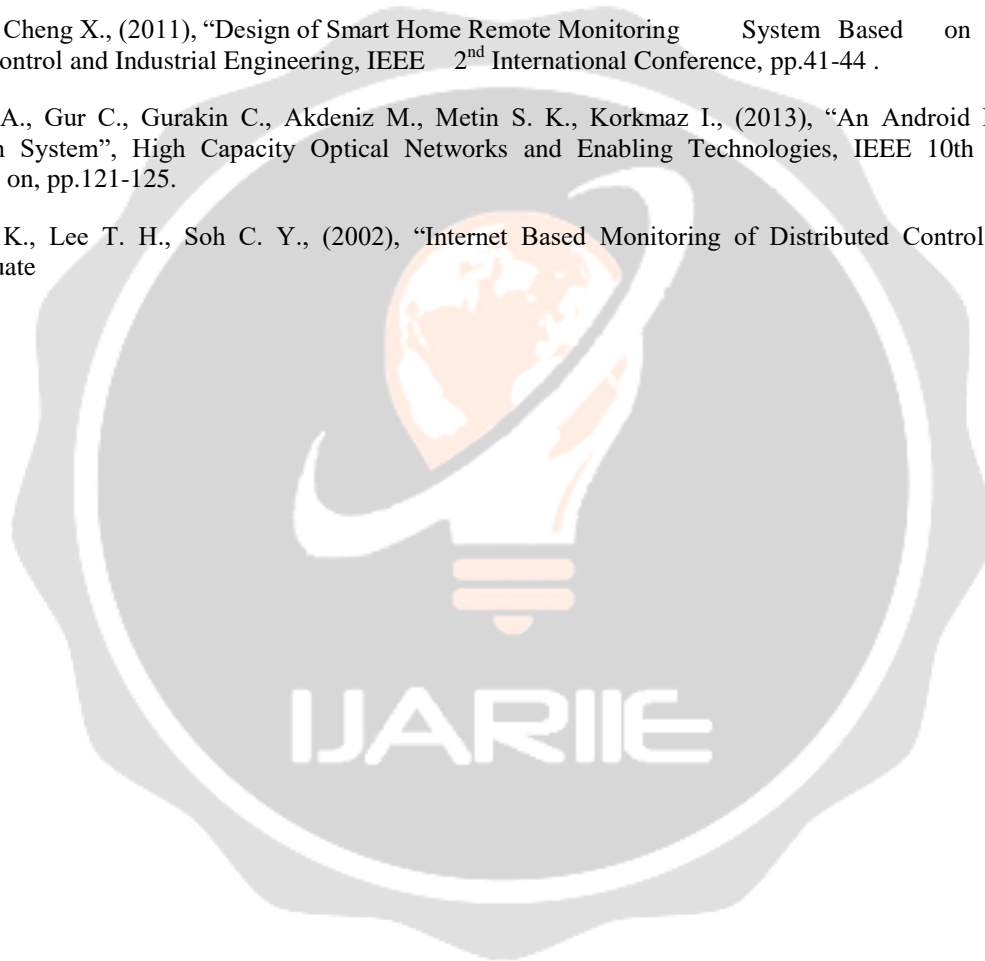 Cheng X., (2011), “Design of Smart Home Remote Monitoring System Based on
ontrol and Industrial Engineering, IEEE 2nd International Conference, pp.41-44 .
A., Gur C., Gurakin C., Akdeniz M., Metin S. K., Korkmaz I., (2013), “An Android
System”, High Capacity Optical Networks and Enabling Technologies, IEEE 10th
on, pp.121-125.
K., Lee T. H., Soh C. Y., (2002), “Internet Based Monitoring of Distributed Control
uate
IJARIIE